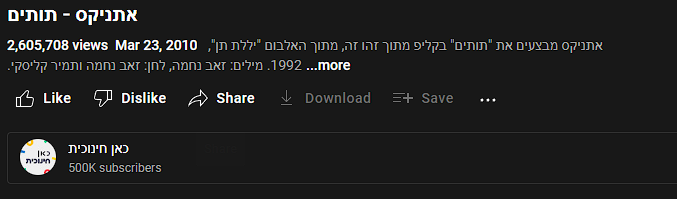 אתניקס - תותים
2,605,708 views Mar 23, 2010 אתניקס מבצעים את "תותים" בקליפ מתוך זהו זה, מתוך האלבום "יללת תן",
1992. מילים: זאב נחמה, לחן: זאב נחמה ותמיר קליסקי. ...more
Like Dislike Share Download Save ...
כאן חינוכית
כאן חינוכית
500K subscribers